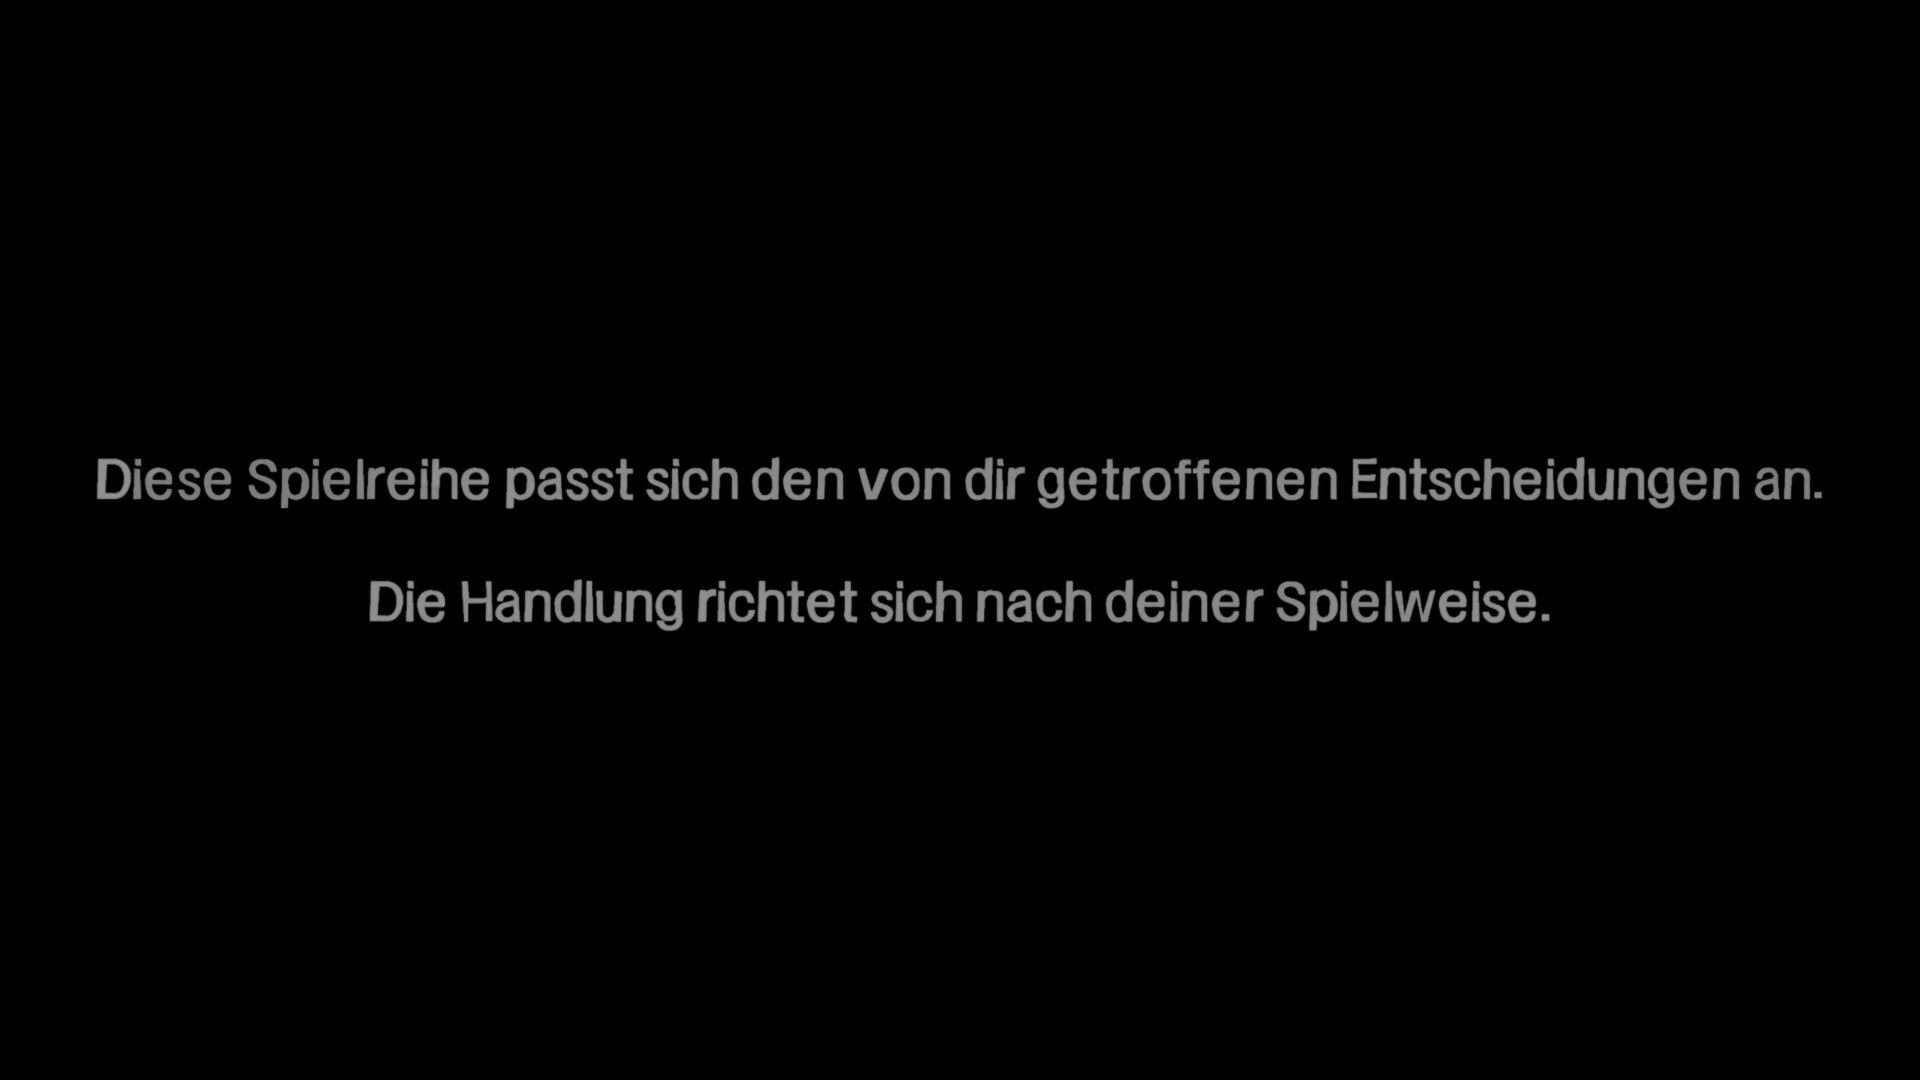 Diese Spielreihe passt sich den von dir getroffenen Entscheidungen an.
Die Handlung richtet sich nach deiner Spielweise.